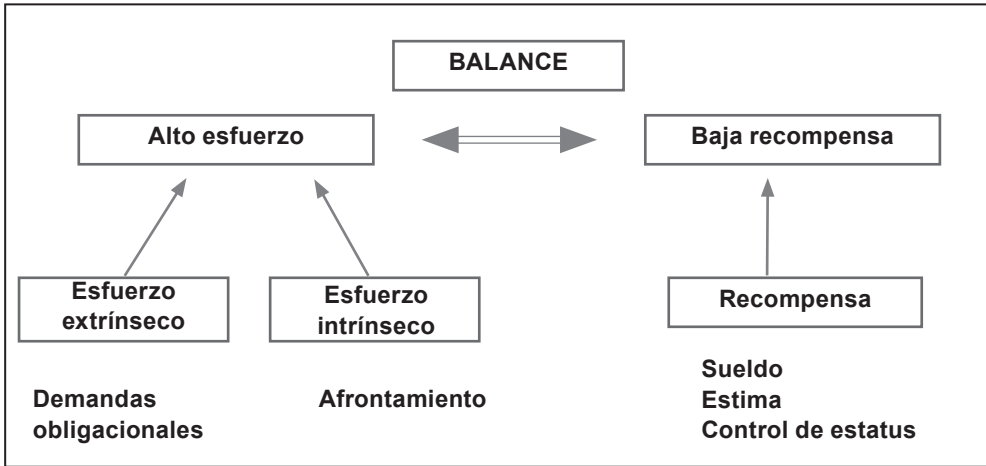 BALANCE
Alto esfuerzo
Baja recompensa
Esfuerzo
extrínseco
Esfuerzo
intrínseco
Recompensa
Demandas
obligacionales
Afrontamiento
Sueldo
Estima
Control de estatus